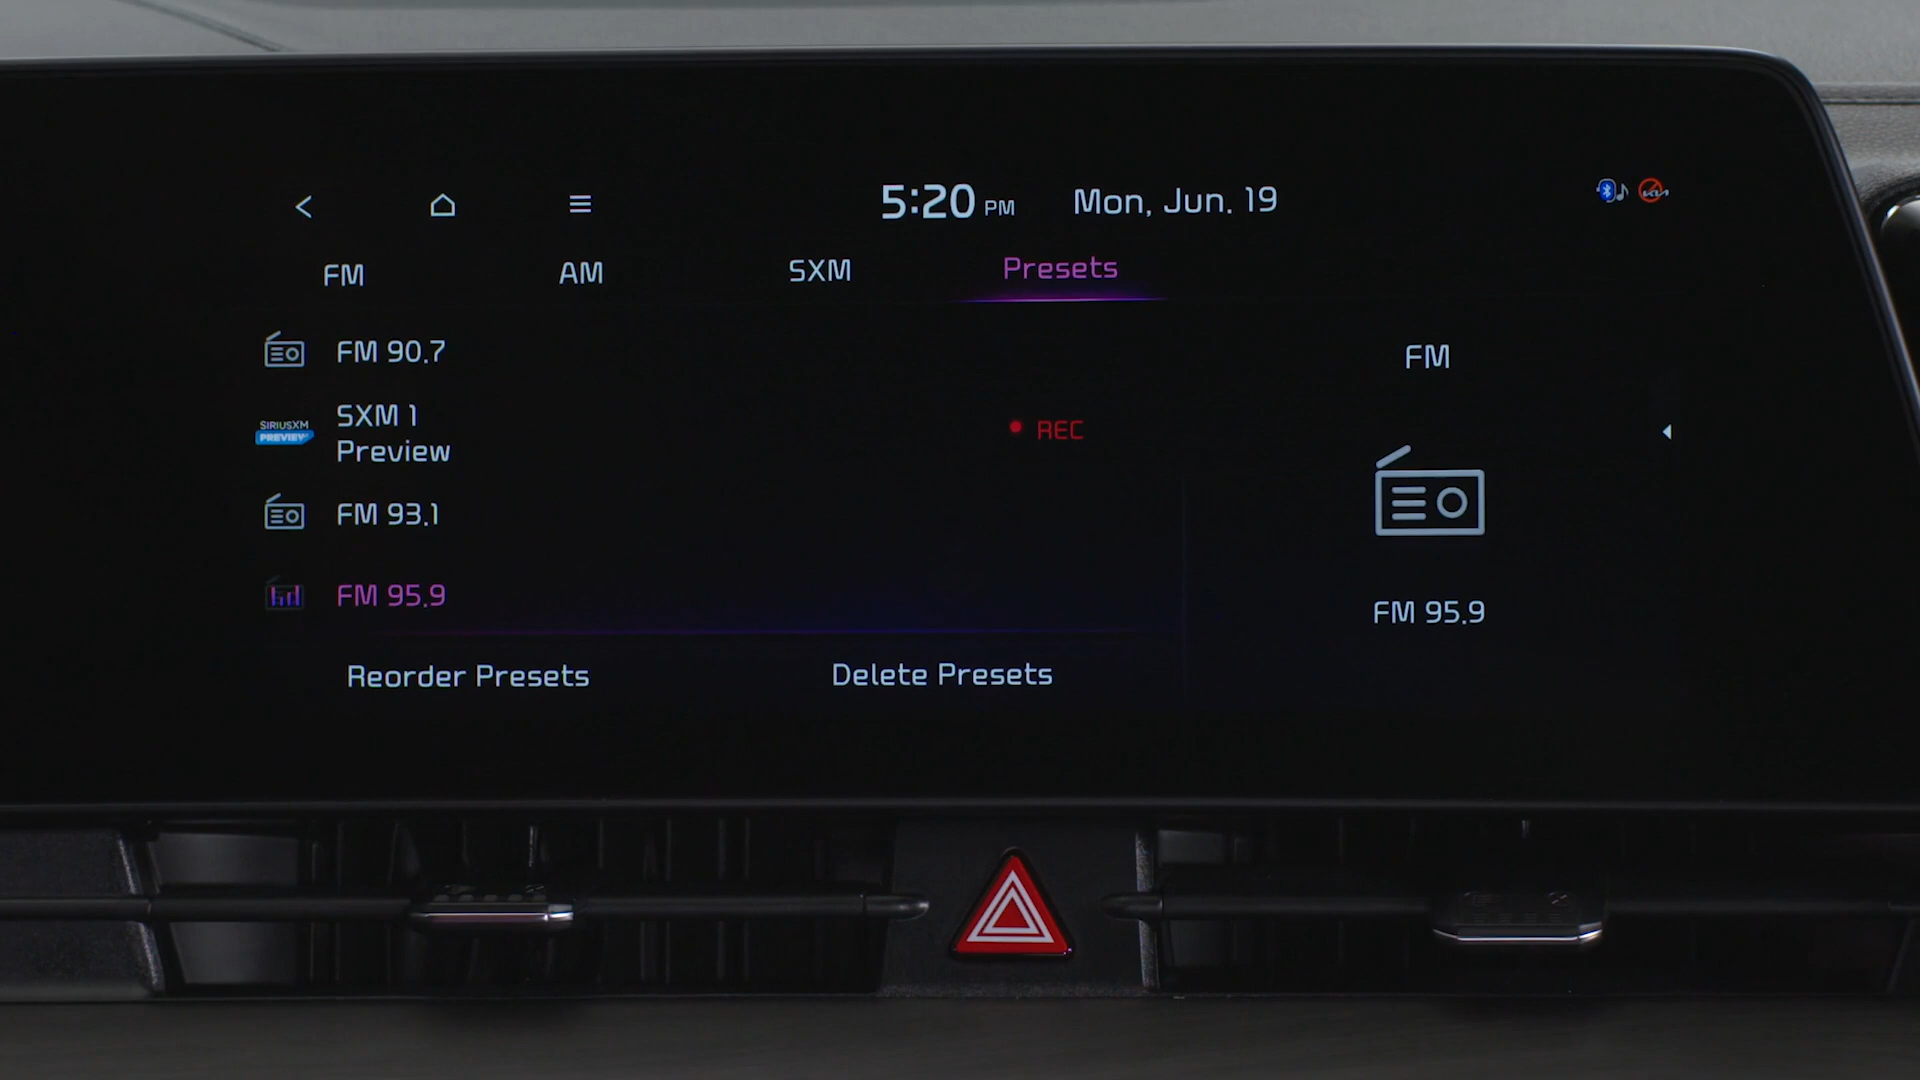 5:20 PM Mon, Jun. 19
FM AM SXM Presets
FM 90.7
SIRIUSXM
PREVIEW
SXM 1
Preview
REC
FM 93.1
FM 95.9
Reorder Presets Delete Presets
FM
FM 95.9